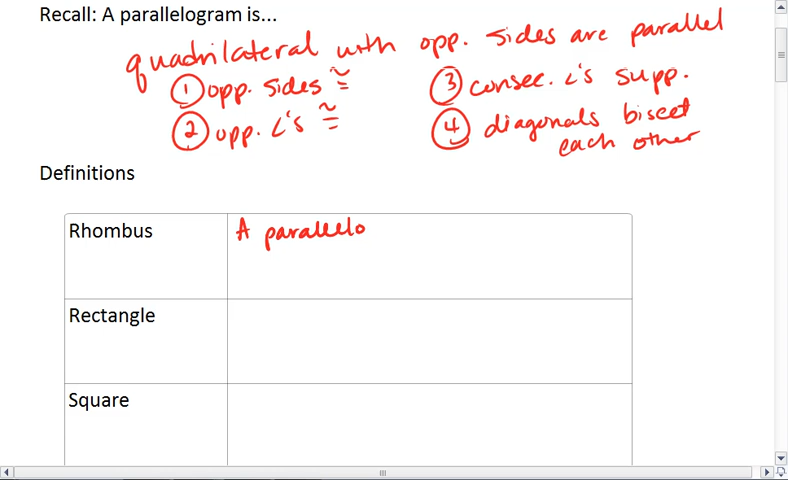 Recall: A parallelogram is...
quadrilateral with opp. sides are parallel
① opp. sides ≅
② opp. ∠'s ≅
③ consec. ∠'s supp.
④ diagonals bisect
each other
Definitions
Rhombus
A parallelo
Rectangle
Square